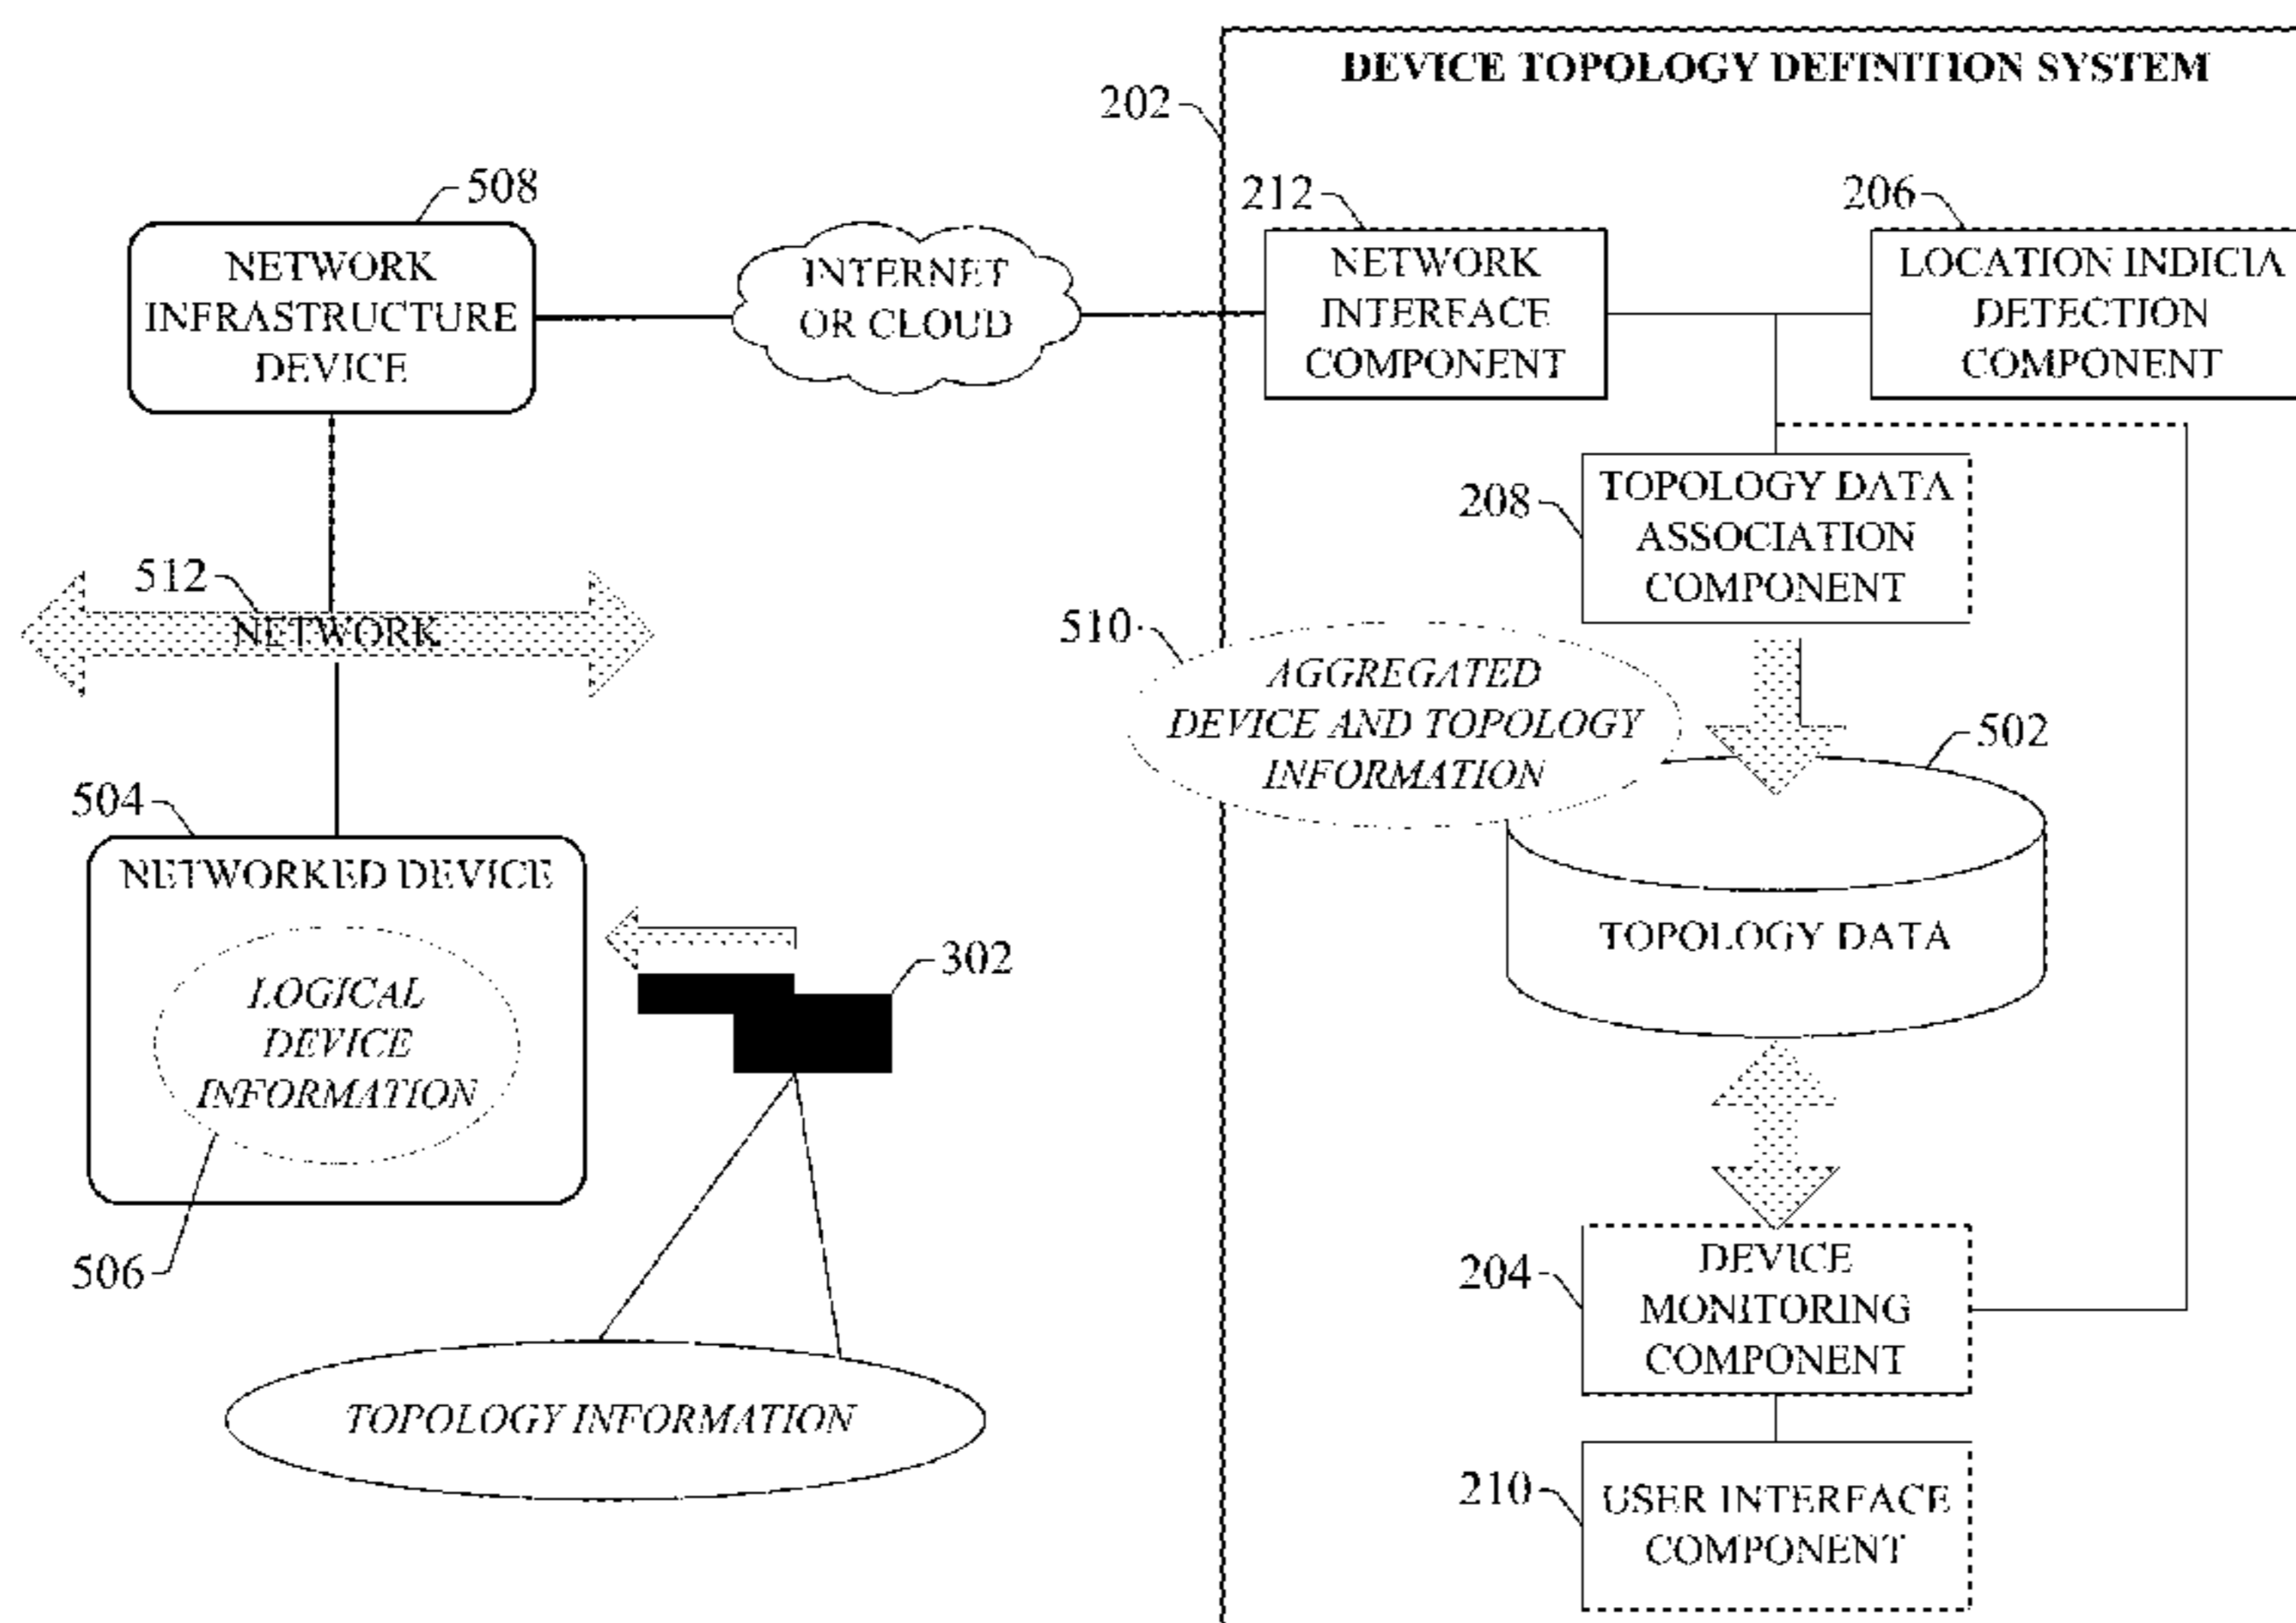 DEVICE TOPOLOGY DEFINITION SYSTEM
202
508
212
206
NETWORK
INFRASTRUCTURE
DEVICE
INTERNET
OR CLOUD
NETWORK
INTERFACE
COMPONENT
LOCATION INDICIA
DETECTION
COMPONENT
208
TOPOLOGY DATA
ASSOCIATION
COMPONENT
512
NETWORK
510
AGGREGATED
DEVICE AND TOPOLOGY
INFORMATION
502
504
NETWORKED DEVICE
LOGICAL
DEVICE
INFORMATION
506
302
TOPOLOGY DATA
204
DEVICE
MONITORING
COMPONENT
TOPOLOGY INFORMATION
210
USER INTERFACE
COMPONENT